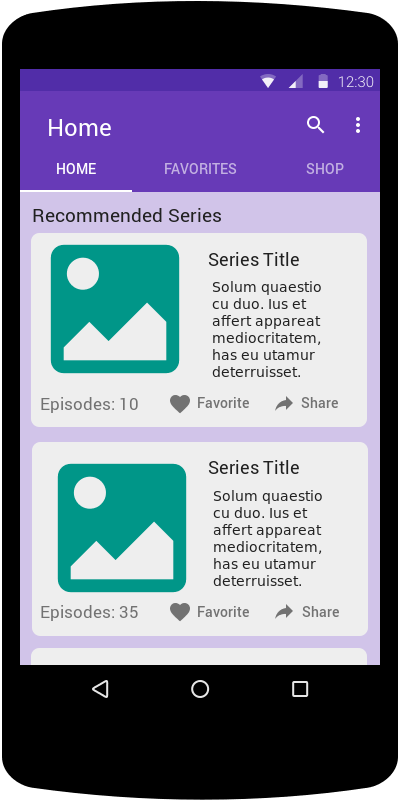 12:30
Home
HOME FAVORITES SHOP
Recommended Series
Series Title
Solum quaestio
cu duo. Ius et
affert appareat
mediocritatem,
has eu utamur
deterruisset.
Episodes: 10 Favorite Share
Series Title
Solum quaestio
cu duo. Ius et
affert appareat
mediocritatem,
has eu utamur
deterruisset.
Episodes: 35 Favorite Share